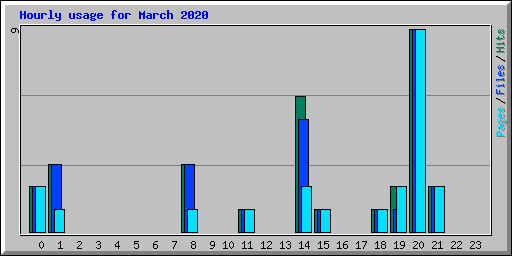 Hourly usage for March 2020
9
Pages/Files/Hits
0 1 2 3 4 5 6 7 8 9 10 11 12 13 14 15 16 17 18 19 20 21 22 23